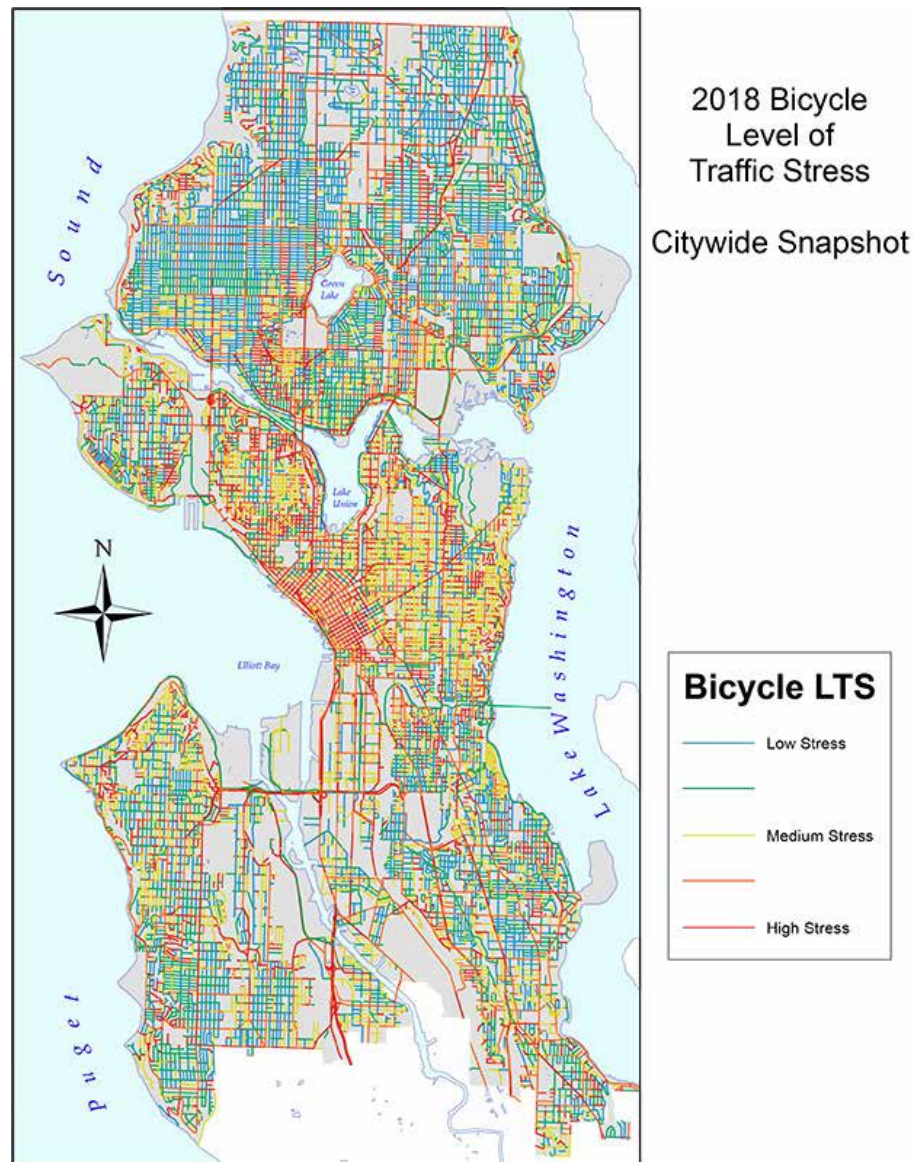 2018 Bicycle
Level of
Traffic Stress
Citywide Snapshot
Sound
Green
Lake
Lake
Union
N
Lake Washington
Elliott Bay
Puget
Bicycle LTS
Low Stress
Medium Stress
High Stress